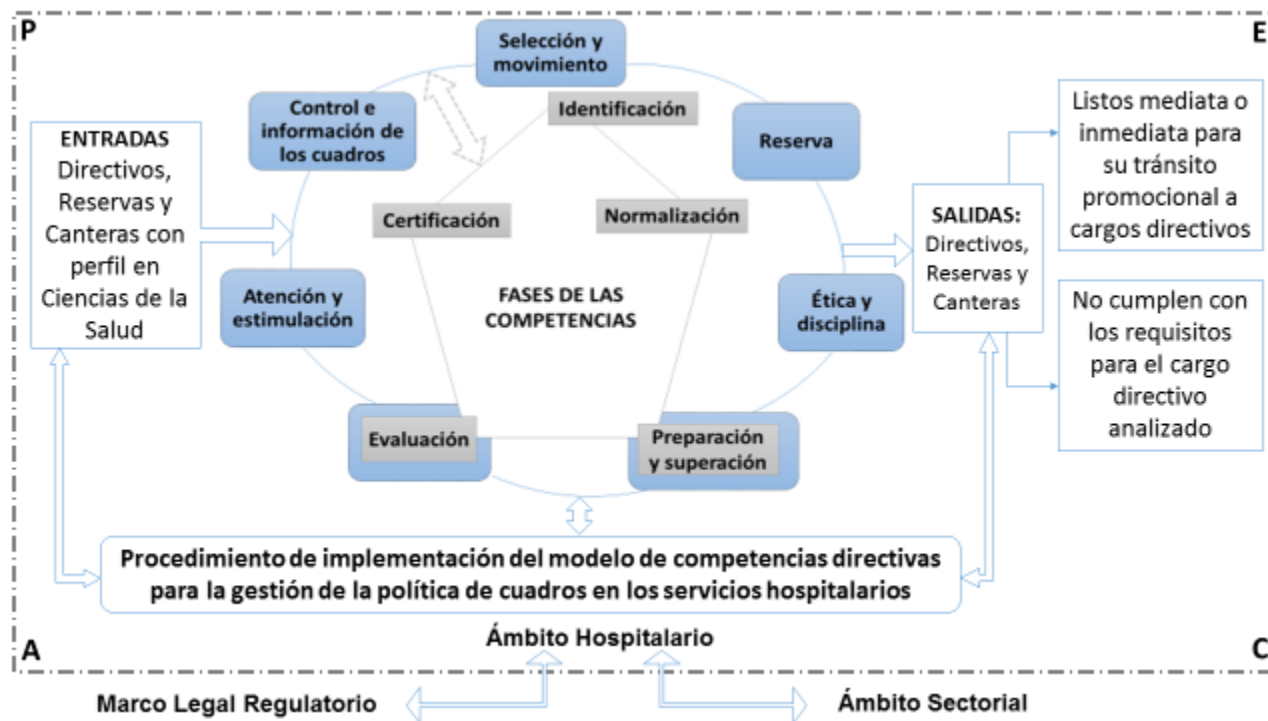 P
E
Selección y
movimiento
Control e
información de
los cuadros
Identificación
Reserva
ENTRADAS
Directivos,
Reservas y
Canteras con
perfil en
Ciencias de la
Salud
Certificación
Normalización
Atención y
estimulación
FASES DE LAS
COMPETENCIAS
Ética y
disciplina
SALIDAS:
Directivos,
Reservas y
Canteras
Listos mediata o
inmediata para
su tránsito
promocional a
cargos directivos
No cumplen con
los requisitos
para el cargo
directivo
analizado
Evaluación
Preparación
y superación
Procedimiento de implementación del modelo de competencias directivas
para la gestión de la política de cuadros en los servicios hospitalarios
Ámbito Hospitalario
A
C
Marco Legal Regulatorio
Ámbito Sectorial